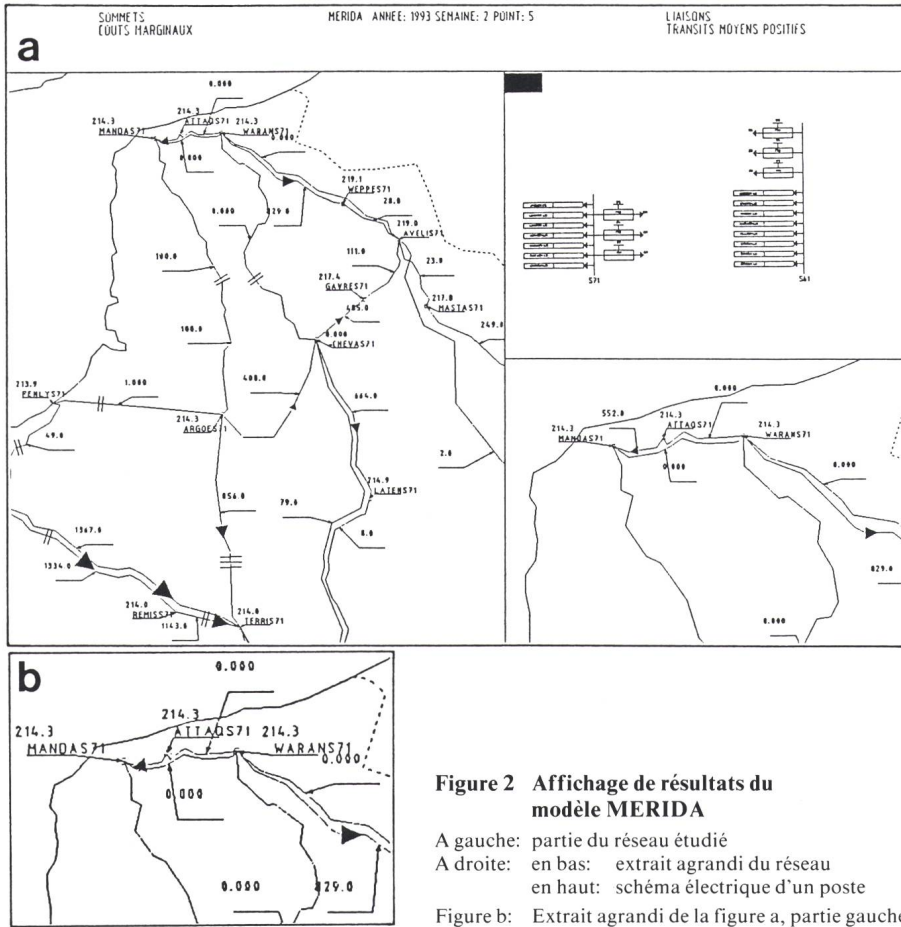 SOMMETS
COUTS MARGINAUX
MERIDA ANNEE: 1993 SEMAINE: 2 POINT: 5
LIAISONS
TRANSITS MOYENS POSITIFS
a
0.000
214.3
ATTAQS71
214.3
MANDAS71
214.3
WARANS71
0.000
0.000
219.1
WEPPES71
0.000
829.0
28.0
219.0
AVELIS71
100.0
111.0
23.0
217.4
GAVRES71
217.8
MASTAS71
485.0
249.0
100.0
0.000
CHEVAS71
213.9
PENLYS71
1.000
408.0
664.0
214.3
ARGOES71
49.0
2.0
856.0
214.9
LATENS71
79.0
8.0
1567.0
1334.0
214.0
REMISS71
1143.0
214.0
TERRIS71
S71
S61
0.000
552.0
214.3
ATTAQS71
214.3
MANDAS71
214.3
WARANS71
0.000
0.000
829.0
0.000
b
0.000
214.3
ATTAQS71
214.3
MANDAS71
214.3
WARANS71
0.000
0.000
0.000
829.0
Figure 2 Affichage de résultats du
modèle MERIDA
A gauche: partie du réseau étudié
A droite: en bas: extrait agrandi du réseau
en haut: schéma électrique d'un poste
Figure b: Extrait agrandi de la figure a, partie gauche